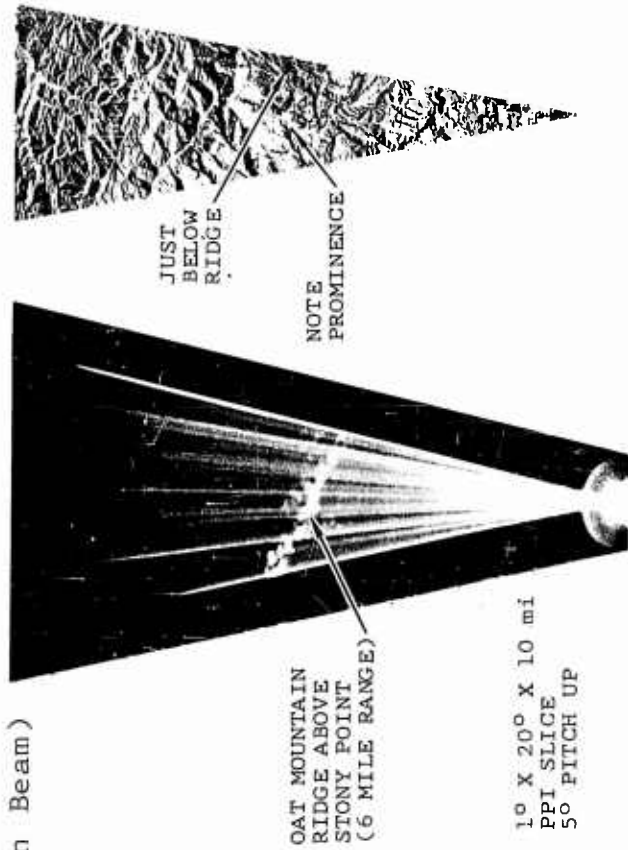 n Beam)
JUST
BELOW
RIDGE
NOTE
PROMINENCE
OAT MOUNTAIN
RIDGE ABOVE
STONY POINT
(6 MILE RANGE)
1° X 20° X 10 mi
PPI SLICE
5° PITCH UP